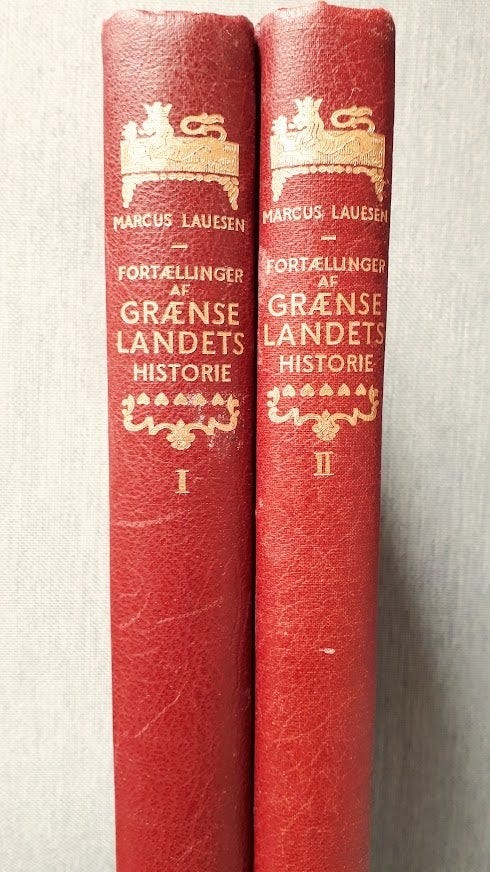 MARCUS LAUESEN
—
FORTÆLLINGER
AF
GRÆNSE
LANDETS
HISTORIE
I
MARCUS LAUESEN
—
FORTÆLLINGER
AF
GRÆNSE
LANDETS
HISTORIE
II